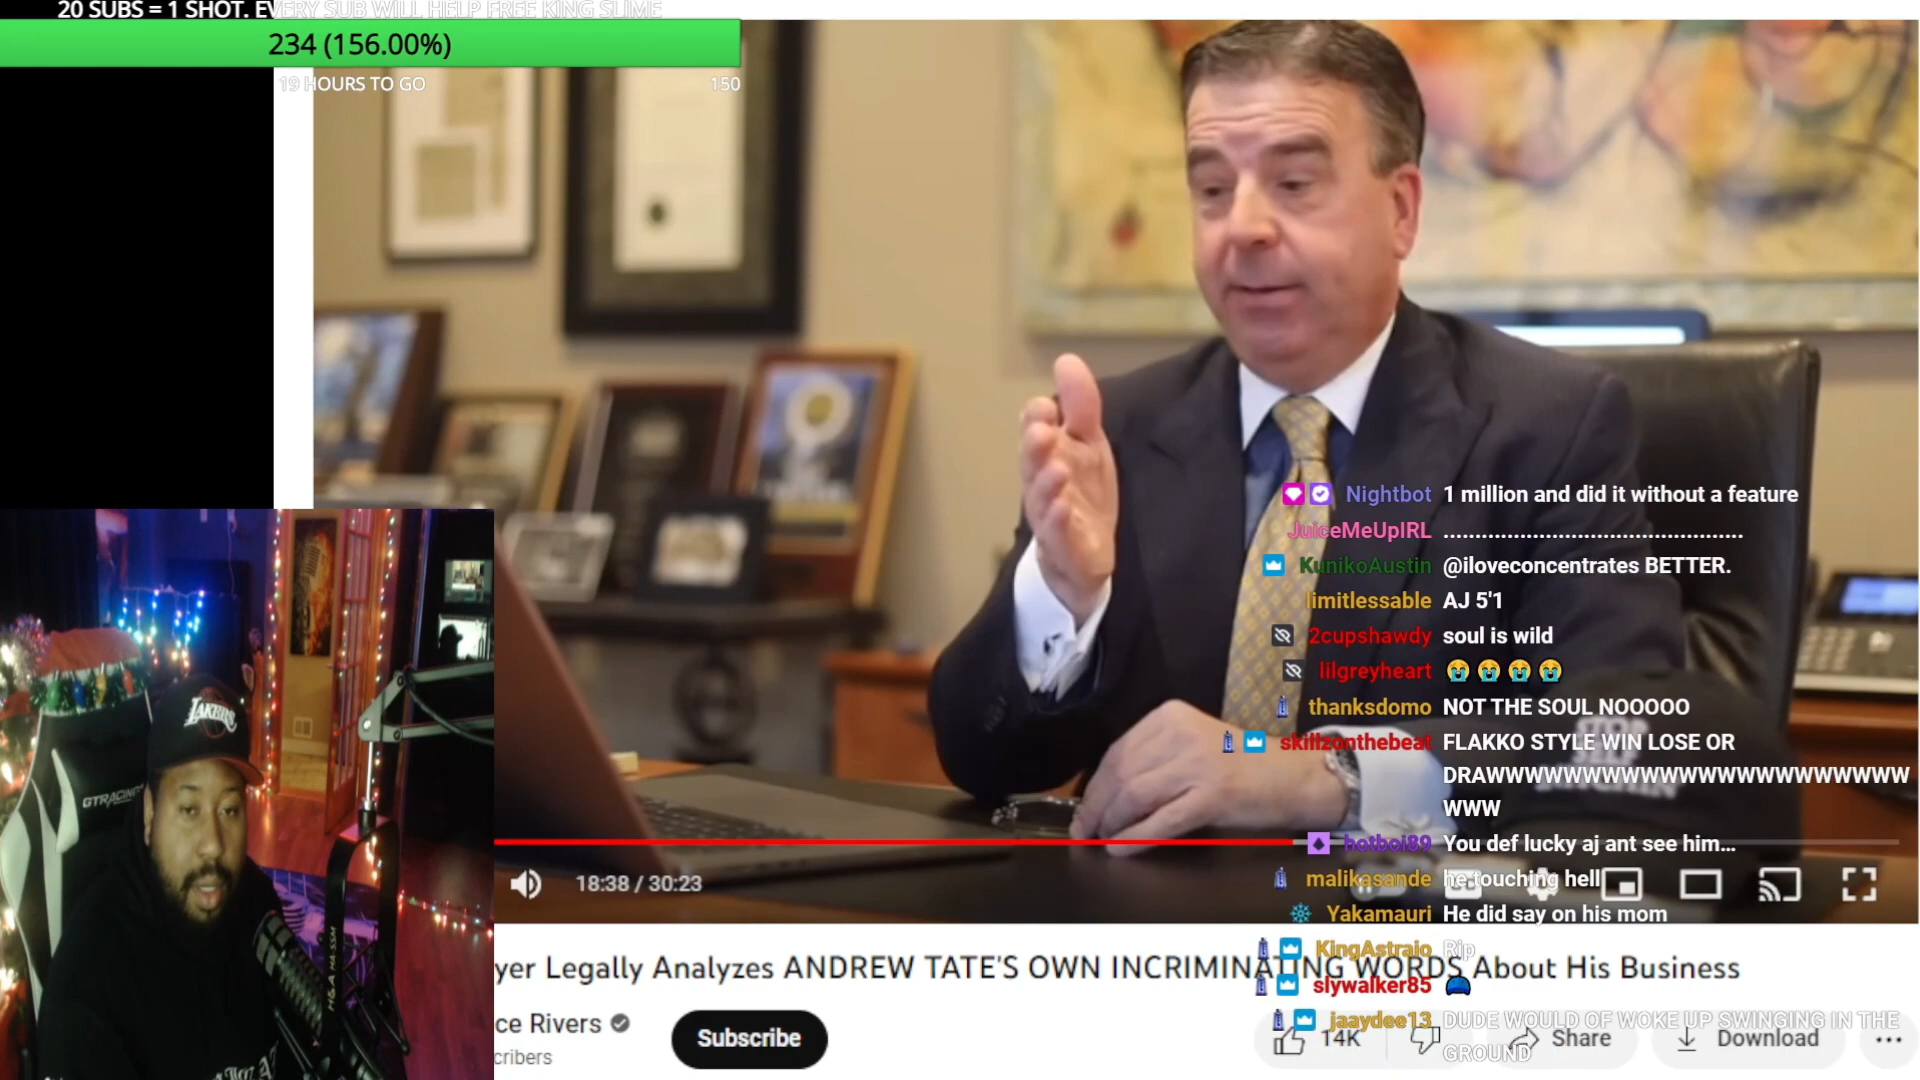 20 SUBS = 1 SHOT. EVERY SUB WILL HELP FREE KING SLIME
234 (156.00%)
19 HOURS TO GO
150
Nightbot 1 million and did it without a feature
JuiceMeUpIRL ...............................................
KunikoAustin @iloveconcentrates BETTER.
limitlessable AJ 5'1
2cupshawdy soul is wild
lilgreyheart 😭 😭 😭 😭
thanksdomo NOT THE SOUL NOOOOO
skillzonthebeat FLAKKO STYLE WIN LOSE OR
DRAWWWWWWWWWWWWWWWWWWWWWW
WWW
hotboi89 You def lucky aj ant see him...
malikasande he touching hell
Yakamauri He did say on his mom
KingAstraio Rip
slywalker85 🧢
jaaydee13 DUDE WOULD OF WOKE UP SWINGING IN THE
GROUND
18:38 / 30:23
yer Legally Analyzes ANDREW TATE'S OWN INCRIMINATING WORDS About His Business
ce Rivers
cribers
Subscribe
14K
Share
Download
LAKERS
GTRACING